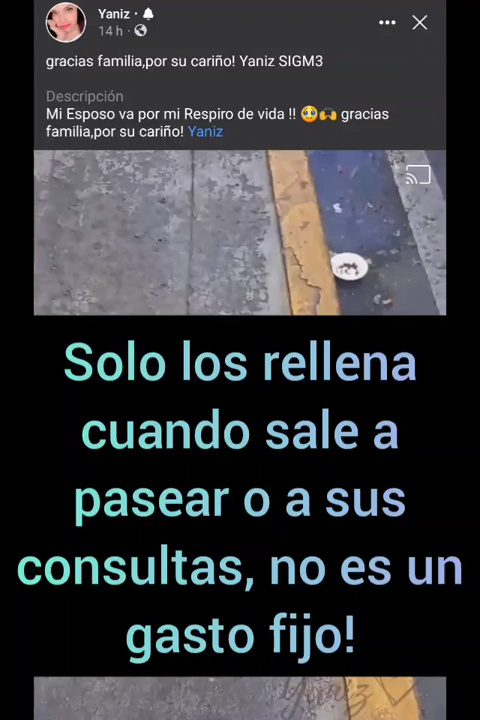 Yaniz ·
14 h ·
gracias familia,por su cariño! Yaniz SIGM3
Descripción
Mi Esposo va por mi Respiro de vida !! 🥹🙌 gracias
familia,por su cariño! Yaniz
Solo los rellena
cuando sale a
pasear o a sus
consultas, no es un
gasto fijo!
Yaniz